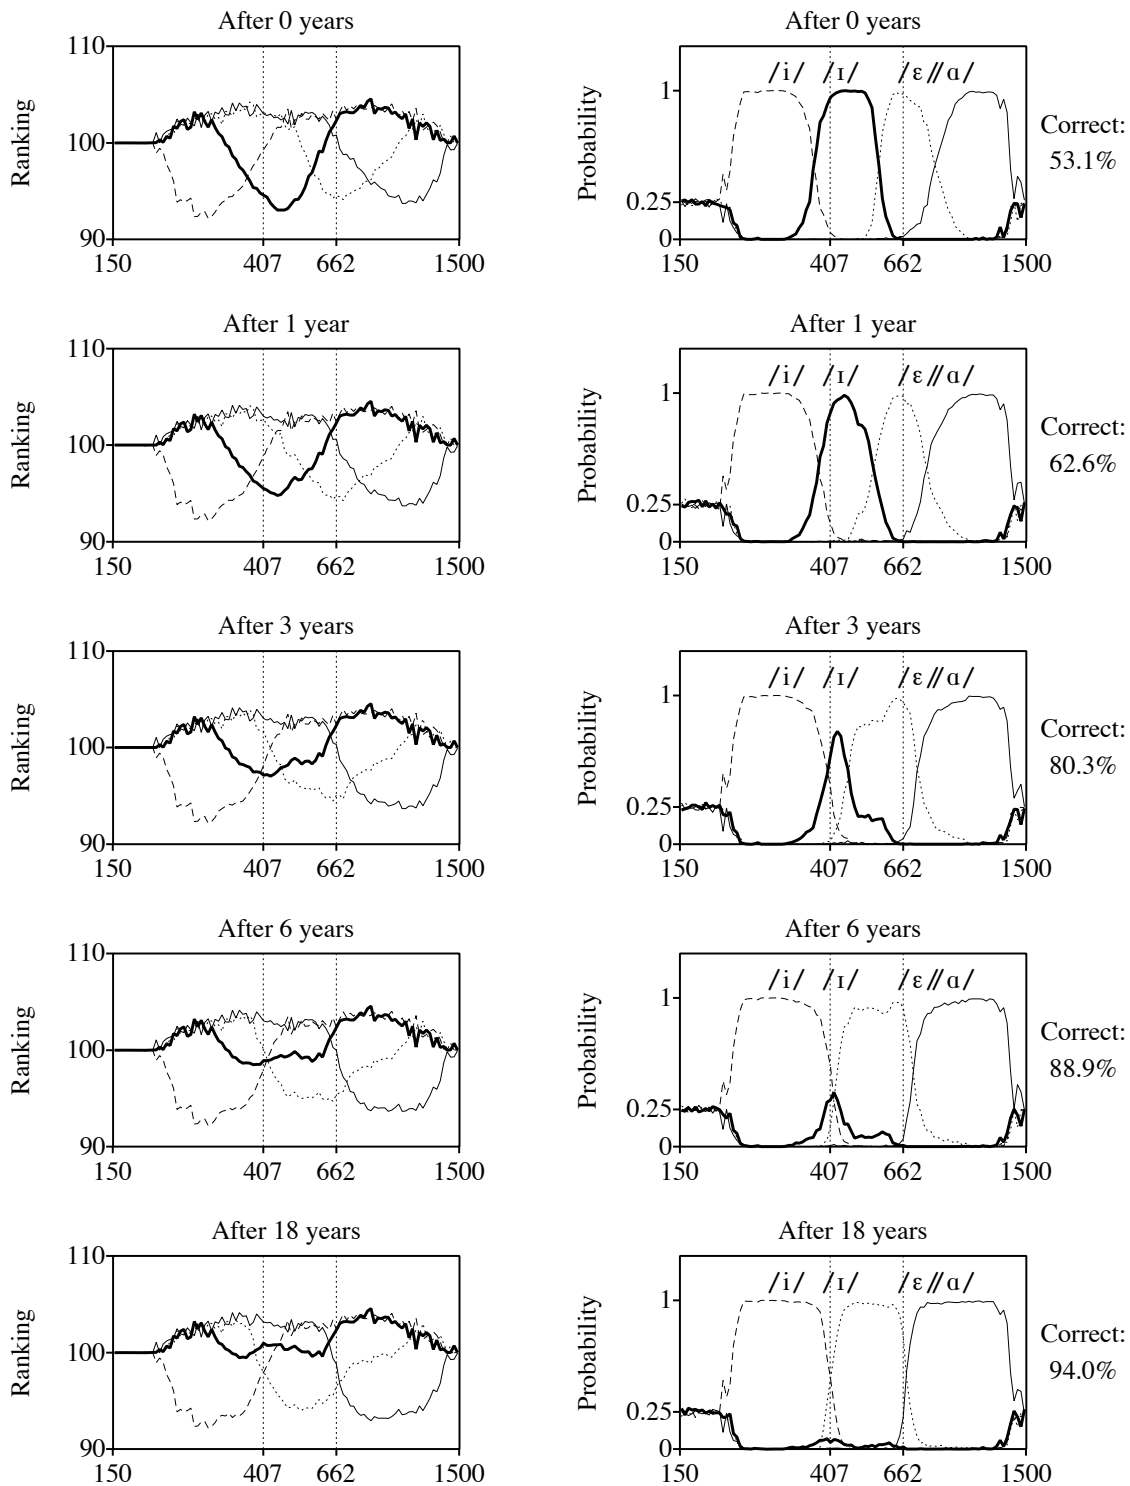 After 0 years
110
100
90
Ranking
150 407 662 1500
After 0 years
/i/ /ɪ/ /ɛ//ɑ/
1
0.25
0
Probability
150 407 662 1500
Correct:
53.1%
After 1 year
110
100
90
Ranking
150 407 662 1500
After 1 year
/i/ /ɪ/ /ɛ//ɑ/
1
0.25
0
Probability
150 407 662 1500
Correct:
62.6%
After 3 years
110
100
90
Ranking
150 407 662 1500
After 3 years
/i/ /ɪ/ /ɛ//ɑ/
1
0.25
0
Probability
150 407 662 1500
Correct:
80.3%
After 6 years
110
100
90
Ranking
150 407 662 1500
After 6 years
/i/ /ɪ/ /ɛ//ɑ/
1
0.25
0
Probability
150 407 662 1500
Correct:
88.9%
After 18 years
110
100
90
Ranking
150 407 662 1500
After 18 years
/i/ /ɪ/ /ɛ//ɑ/
1
0.25
0
Probability
150 407 662 1500
Correct:
94.0%